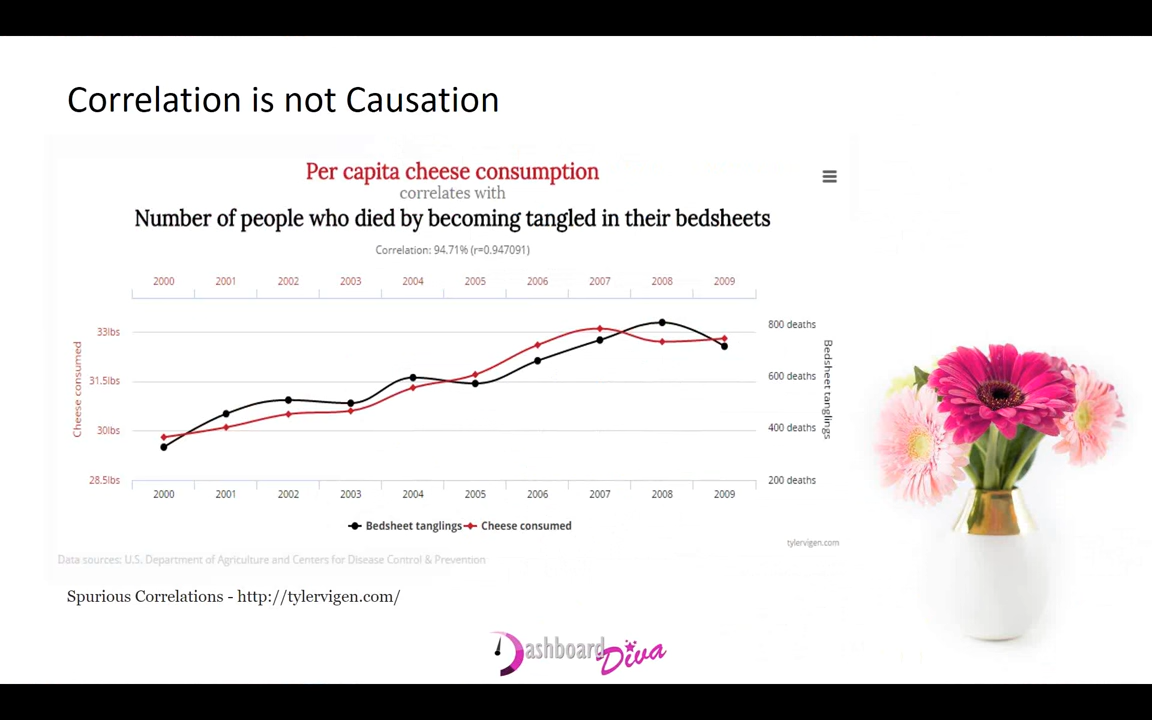 Correlation is not Causation
Per capita cheese consumption
correlates with
Number of people who died by becoming tangled in their bedsheets
Correlation: 94.71% (r=0.947091)
2000 2001 2002 2003 2004 2005 2006 2007 2008 2009
33lbs
31.5lbs
30lbs
28.5lbs
Cheese consumed
800 deaths
600 deaths
400 deaths
200 deaths
Bedsheet tanglings
2000 2001 2002 2003 2004 2005 2006 2007 2008 2009
Bedsheet tanglings Cheese consumed
tylervigen.com
Data sources: U.S. Department of Agriculture and Centers for Disease Control & Prevention
Spurious Correlations - http://tylervigen.com/
Dashboard
Diva